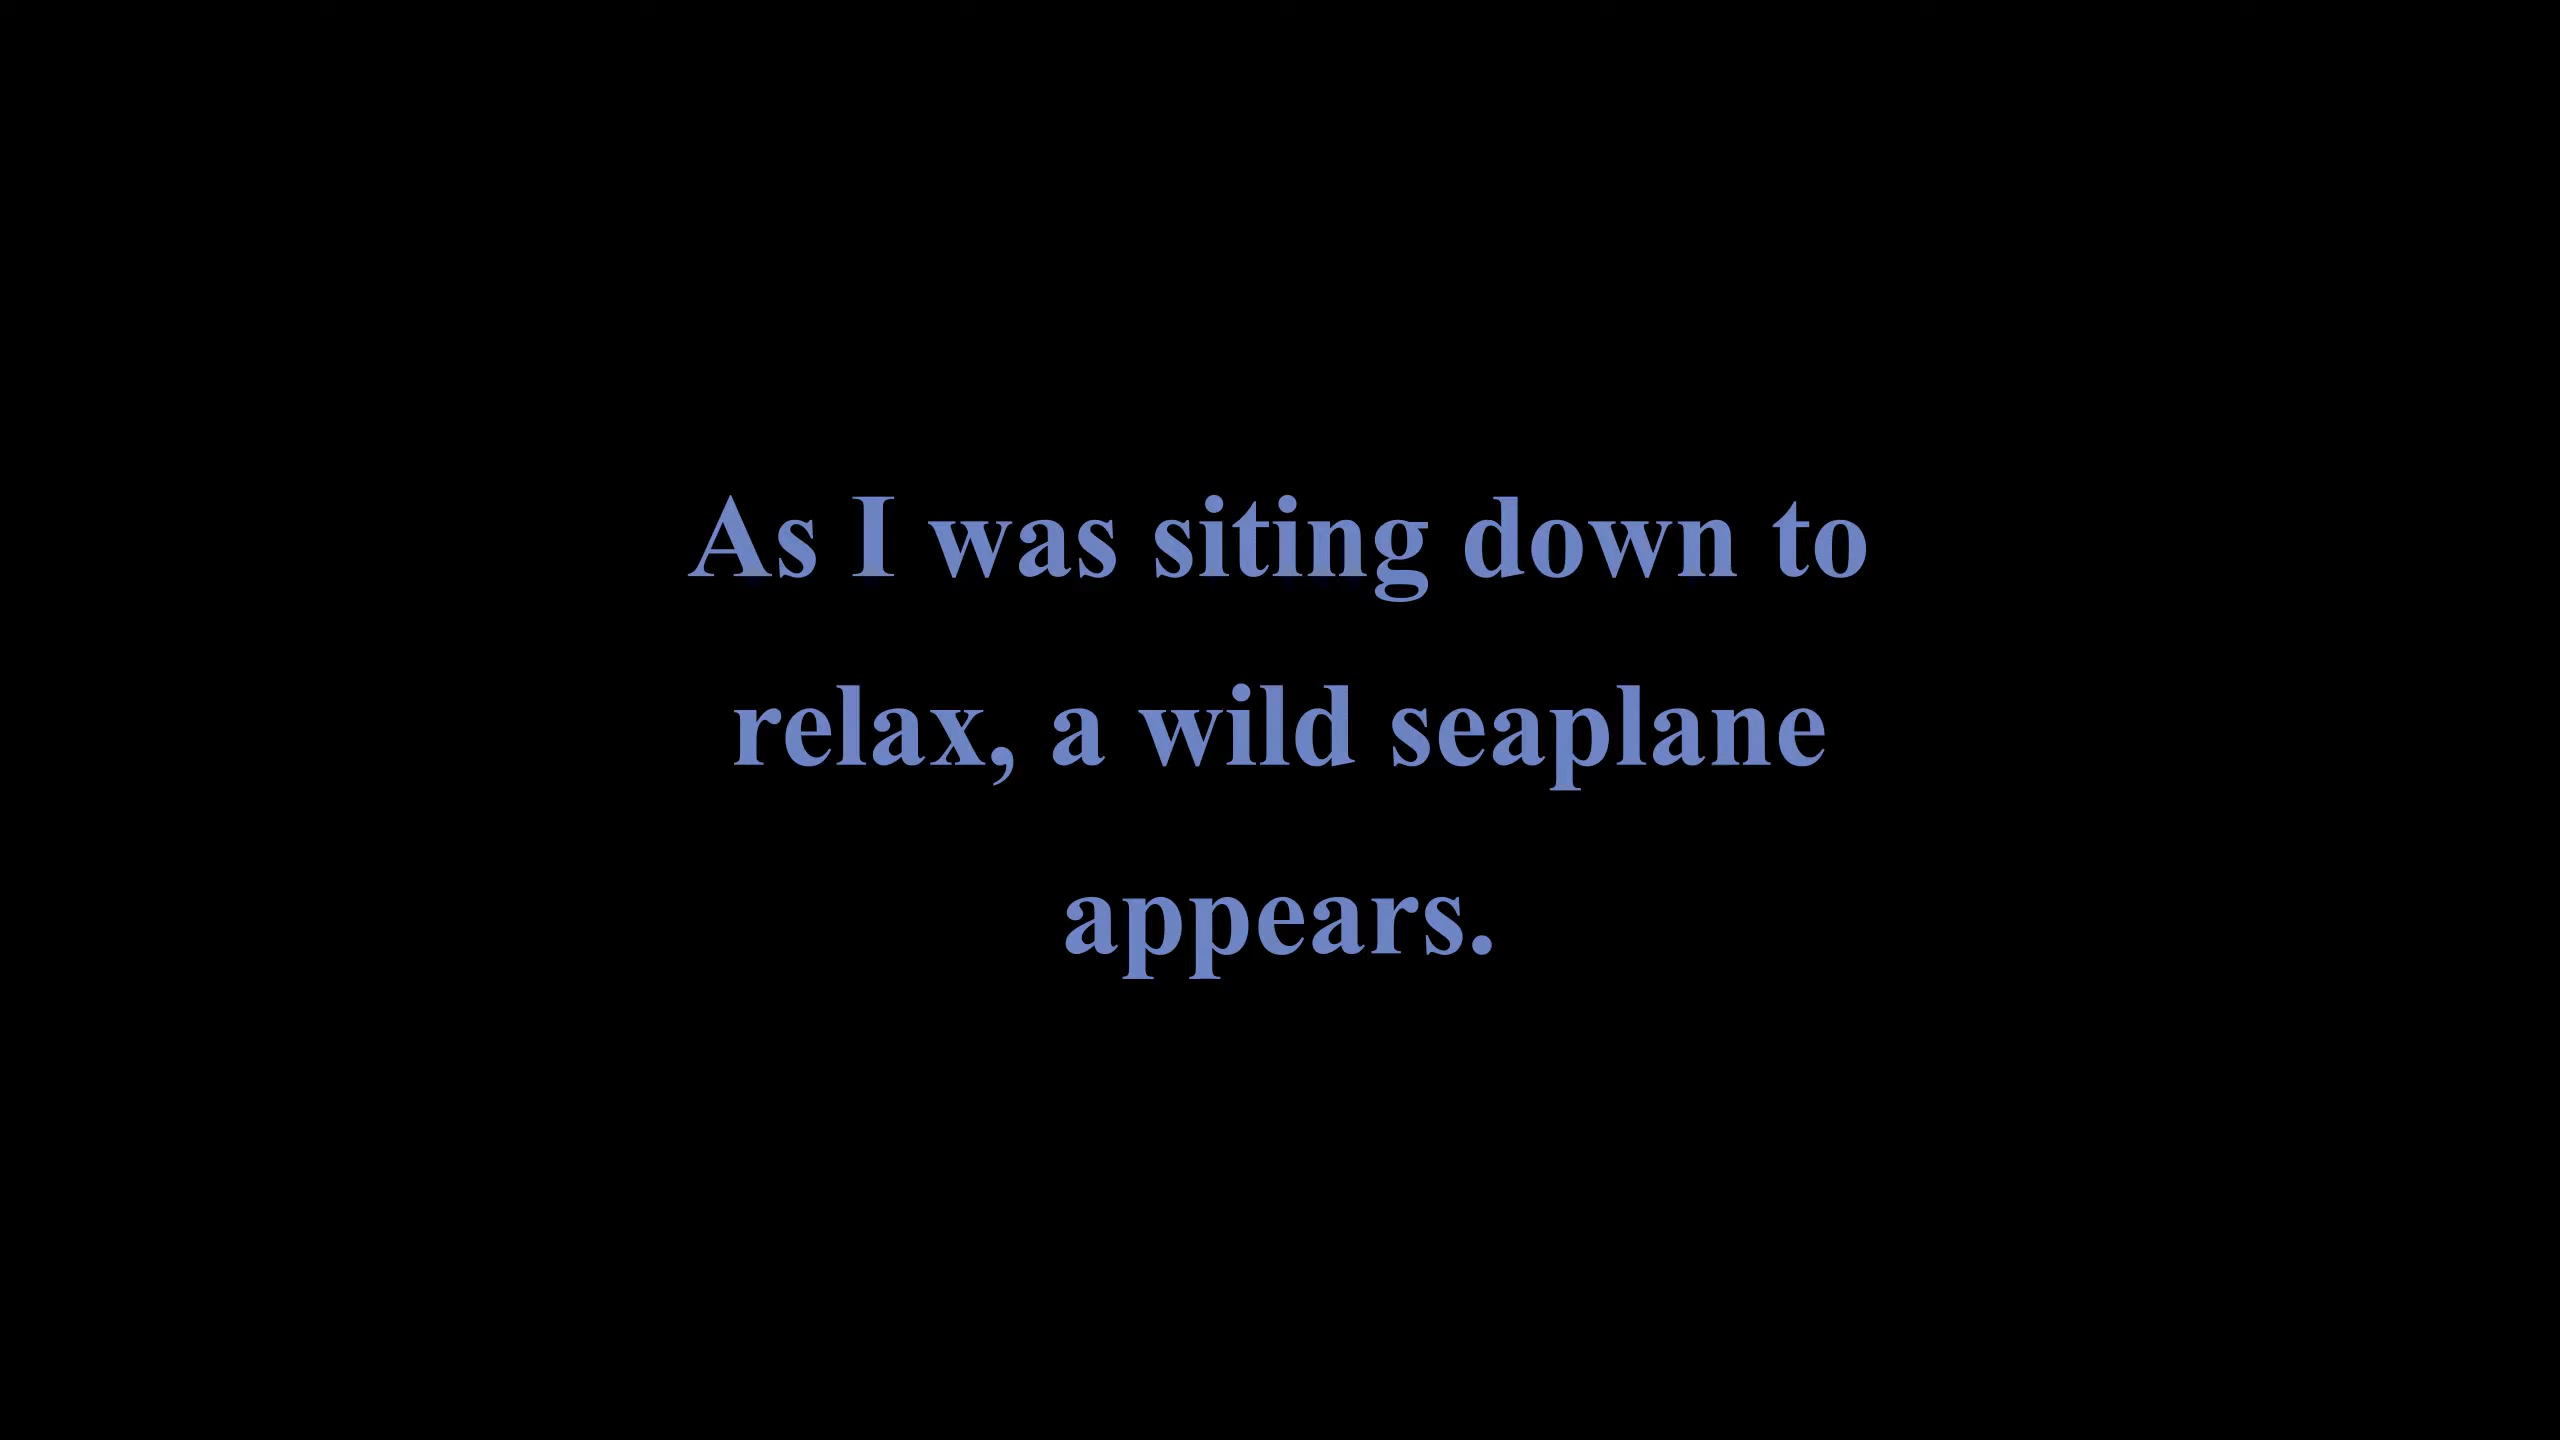 As I was siting down to
relax, a wild seaplane
appears.